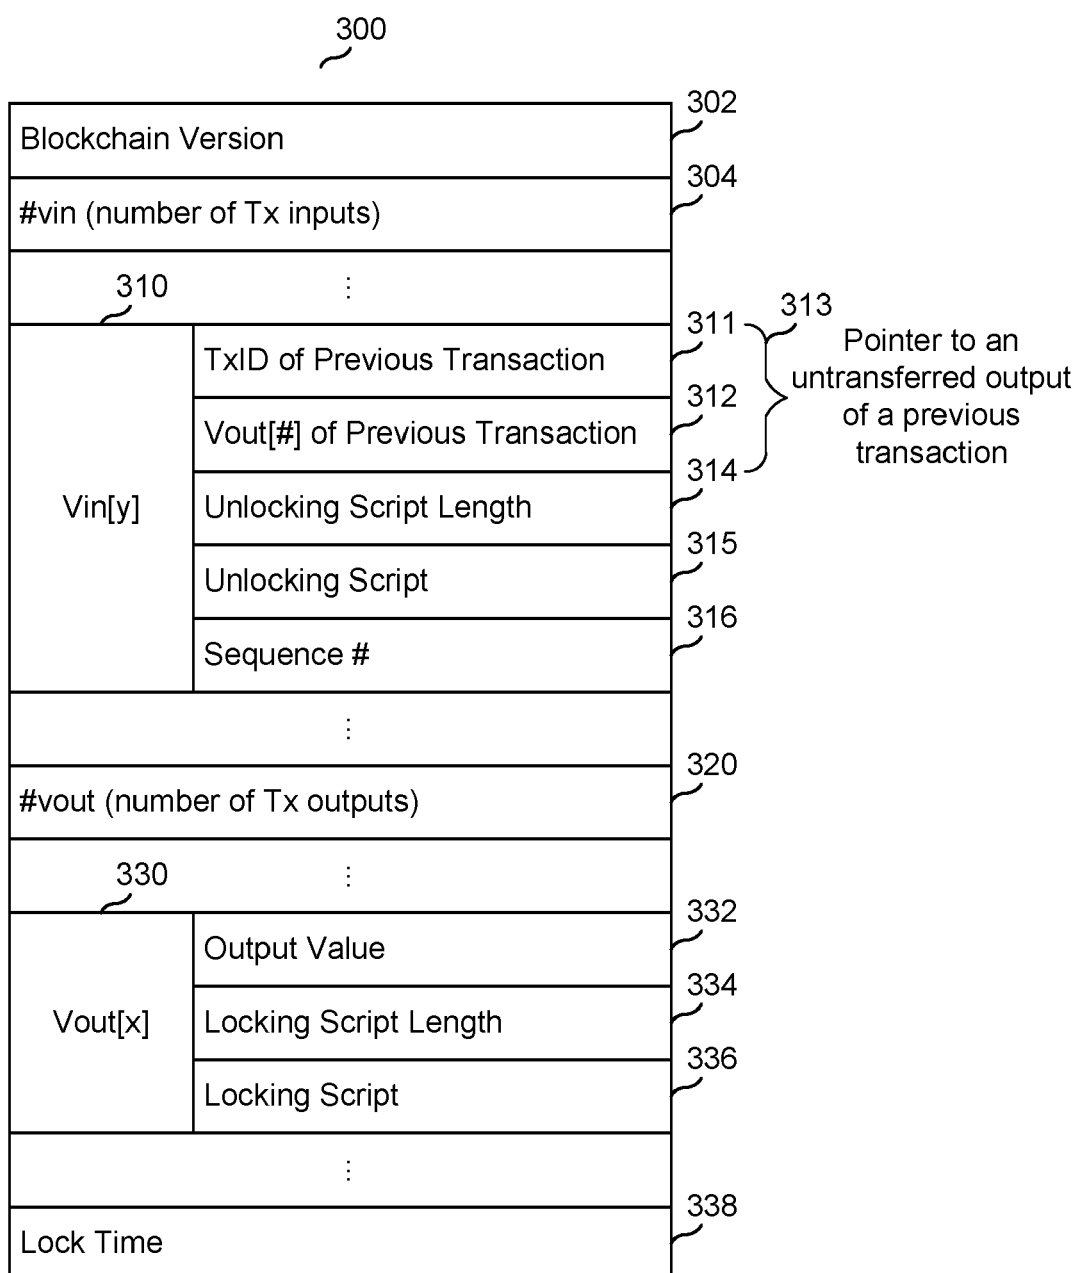 300
302
Blockchain Version
304
#vin (number of Tx inputs)
310
⋮
311
313
TxID of Previous Transaction
Pointer to an
untransferred output
of a previous
transaction
312
Vout[#] of Previous Transaction
314
Vin[y]
Unlocking Script Length
315
Unlocking Script
316
Sequence #
⋮
320
#vout (number of Tx outputs)
330
⋮
332
Output Value
334
Vout[x]
Locking Script Length
336
Locking Script
⋮
338
Lock Time